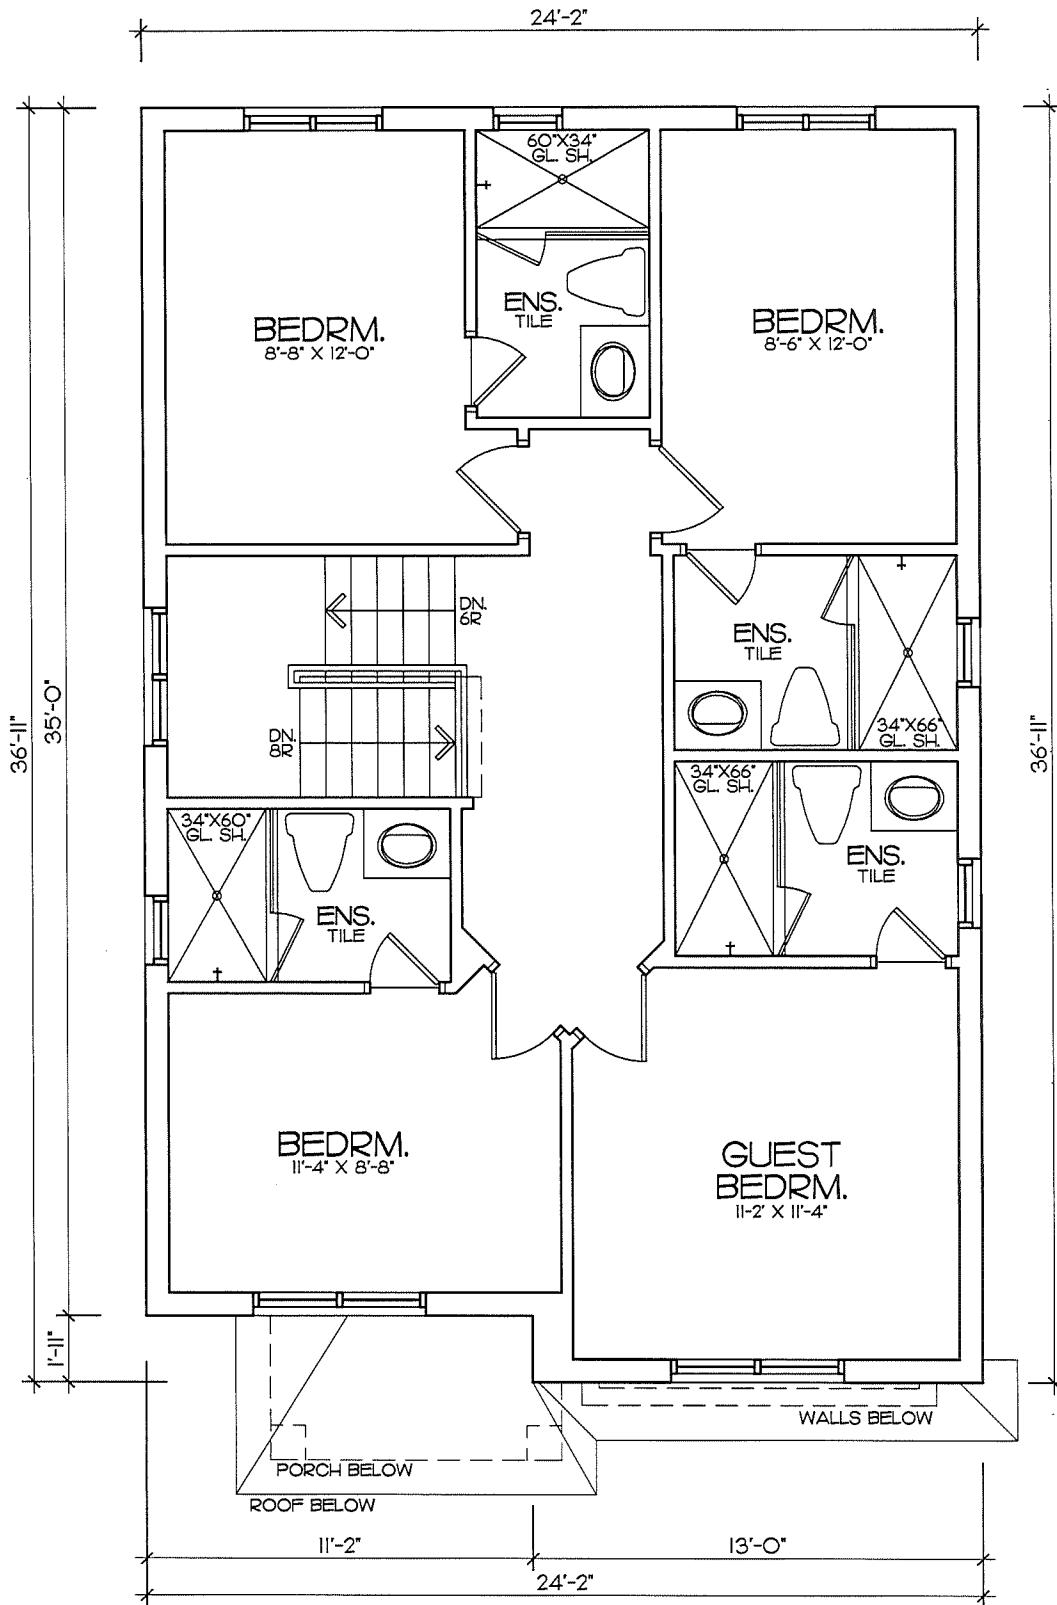 24'-2"
60"X34"
GL. SH.
ENS.
TILE
BEDRM.
8'-8" X 12'-0"
BEDRM.
8'-6" X 12'-0"
DN.
6R
ENS.
TILE
36'-11"
35'-0"
36'-11"
DN.
8R
34"X66"
GL. SH.
34"X66"
GL. SH.
34"X60"
GL. SH.
ENS.
TILE
ENS.
TILE
BEDRM.
11'-4" X 8'-8"
GUEST
BEDRM.
11-2' X 11'-4"
1'-11"
WALLS BELOW
PORCH BELOW
ROOF BELOW
11'-2"
13'-0"
24'-2"